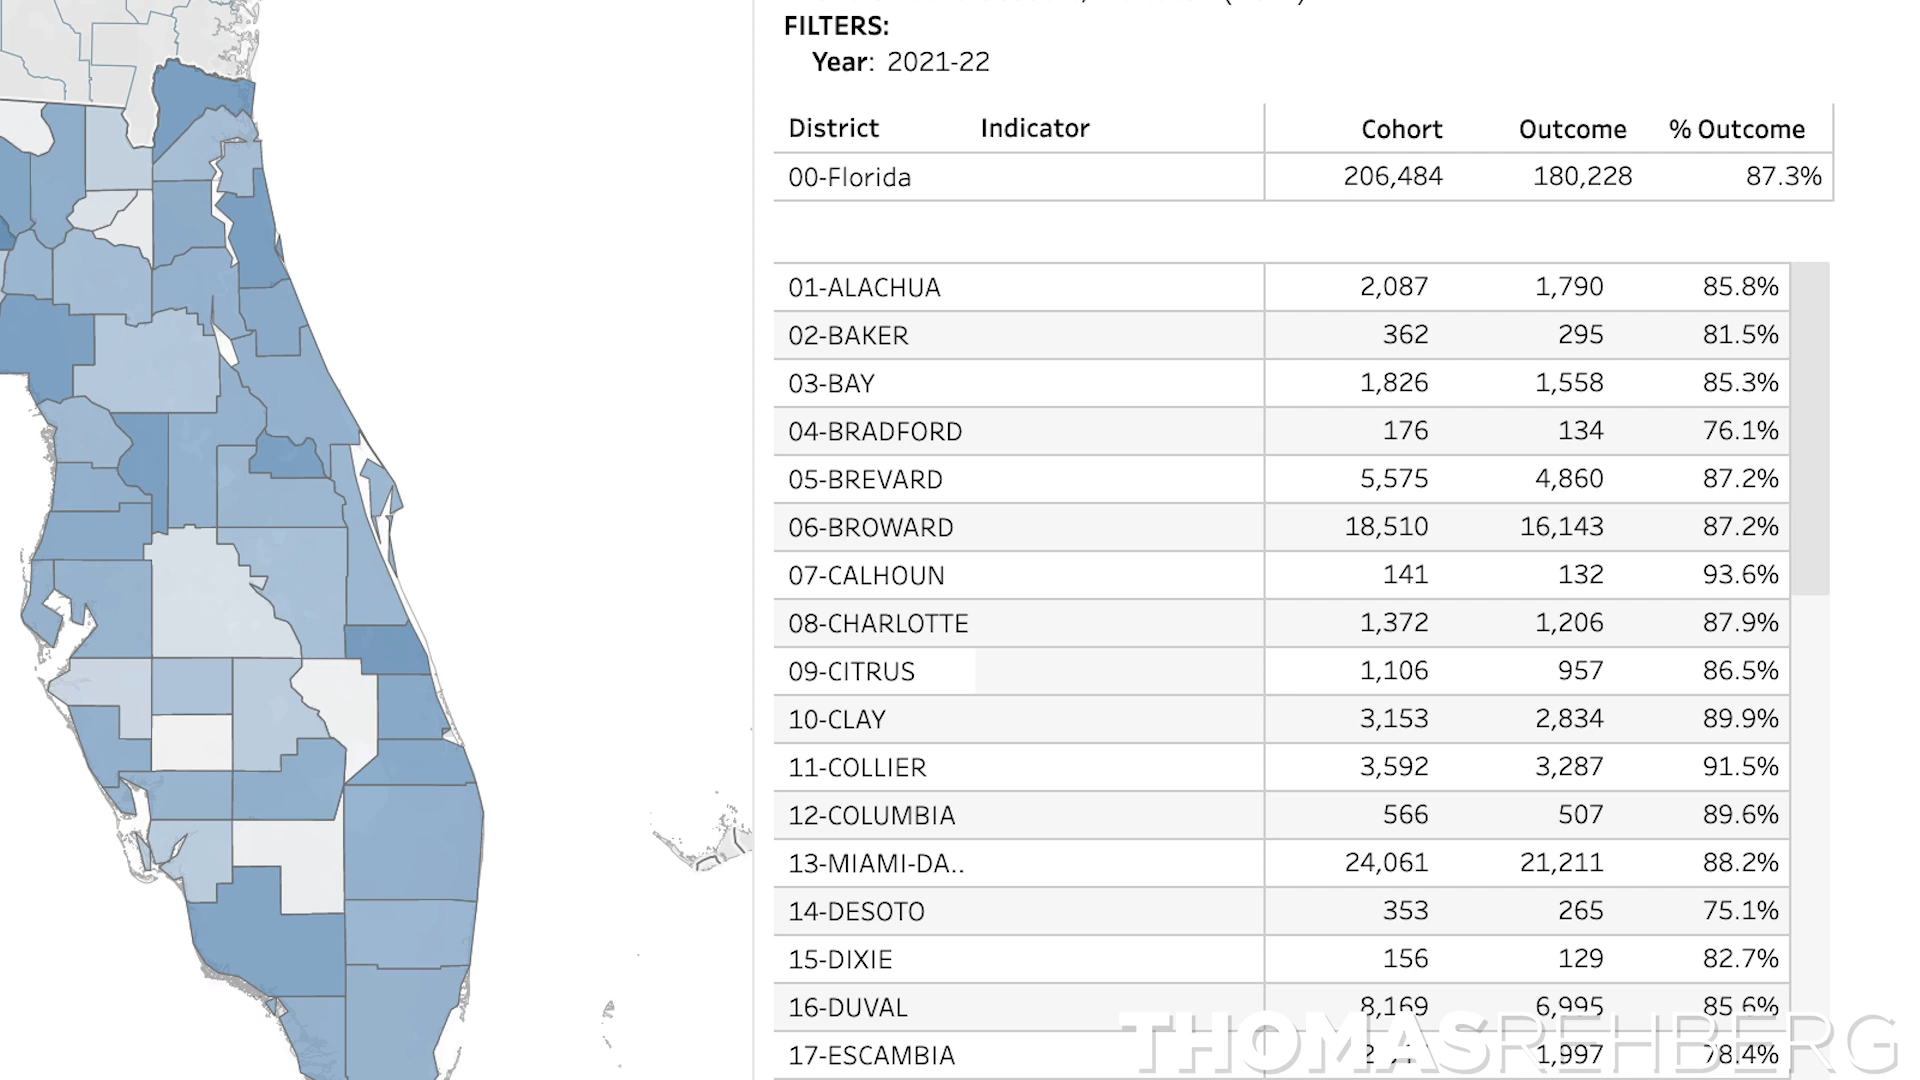 FILTERS:
Year: 2021-22
District Indicator Cohort Outcome % Outcome
00-Florida 206,484 180,228 87.3%
01-ALACHUA 2,087 1,790 85.8%
02-BAKER 362 295 81.5%
03-BAY 1,826 1,558 85.3%
04-BRADFORD 176 134 76.1%
05-BREVARD 5,575 4,860 87.2%
06-BROWARD 18,510 16,143 87.2%
07-CALHOUN 141 132 93.6%
08-CHARLOTTE 1,372 1,206 87.9%
09-CITRUS 1,106 957 86.5%
10-CLAY 3,153 2,834 89.9%
11-COLLIER 3,592 3,287 91.5%
12-COLUMBIA 566 507 89.6%
13-MIAMI-DA.. 24,061 21,211 88.2%
14-DESOTO 353 265 75.1%
15-DIXIE 156 129 82.7%
16-DUVAL 8,169 6,995 85.6%
17-ESCAMBIA 1,997 78.4%
THOMASREHBERG